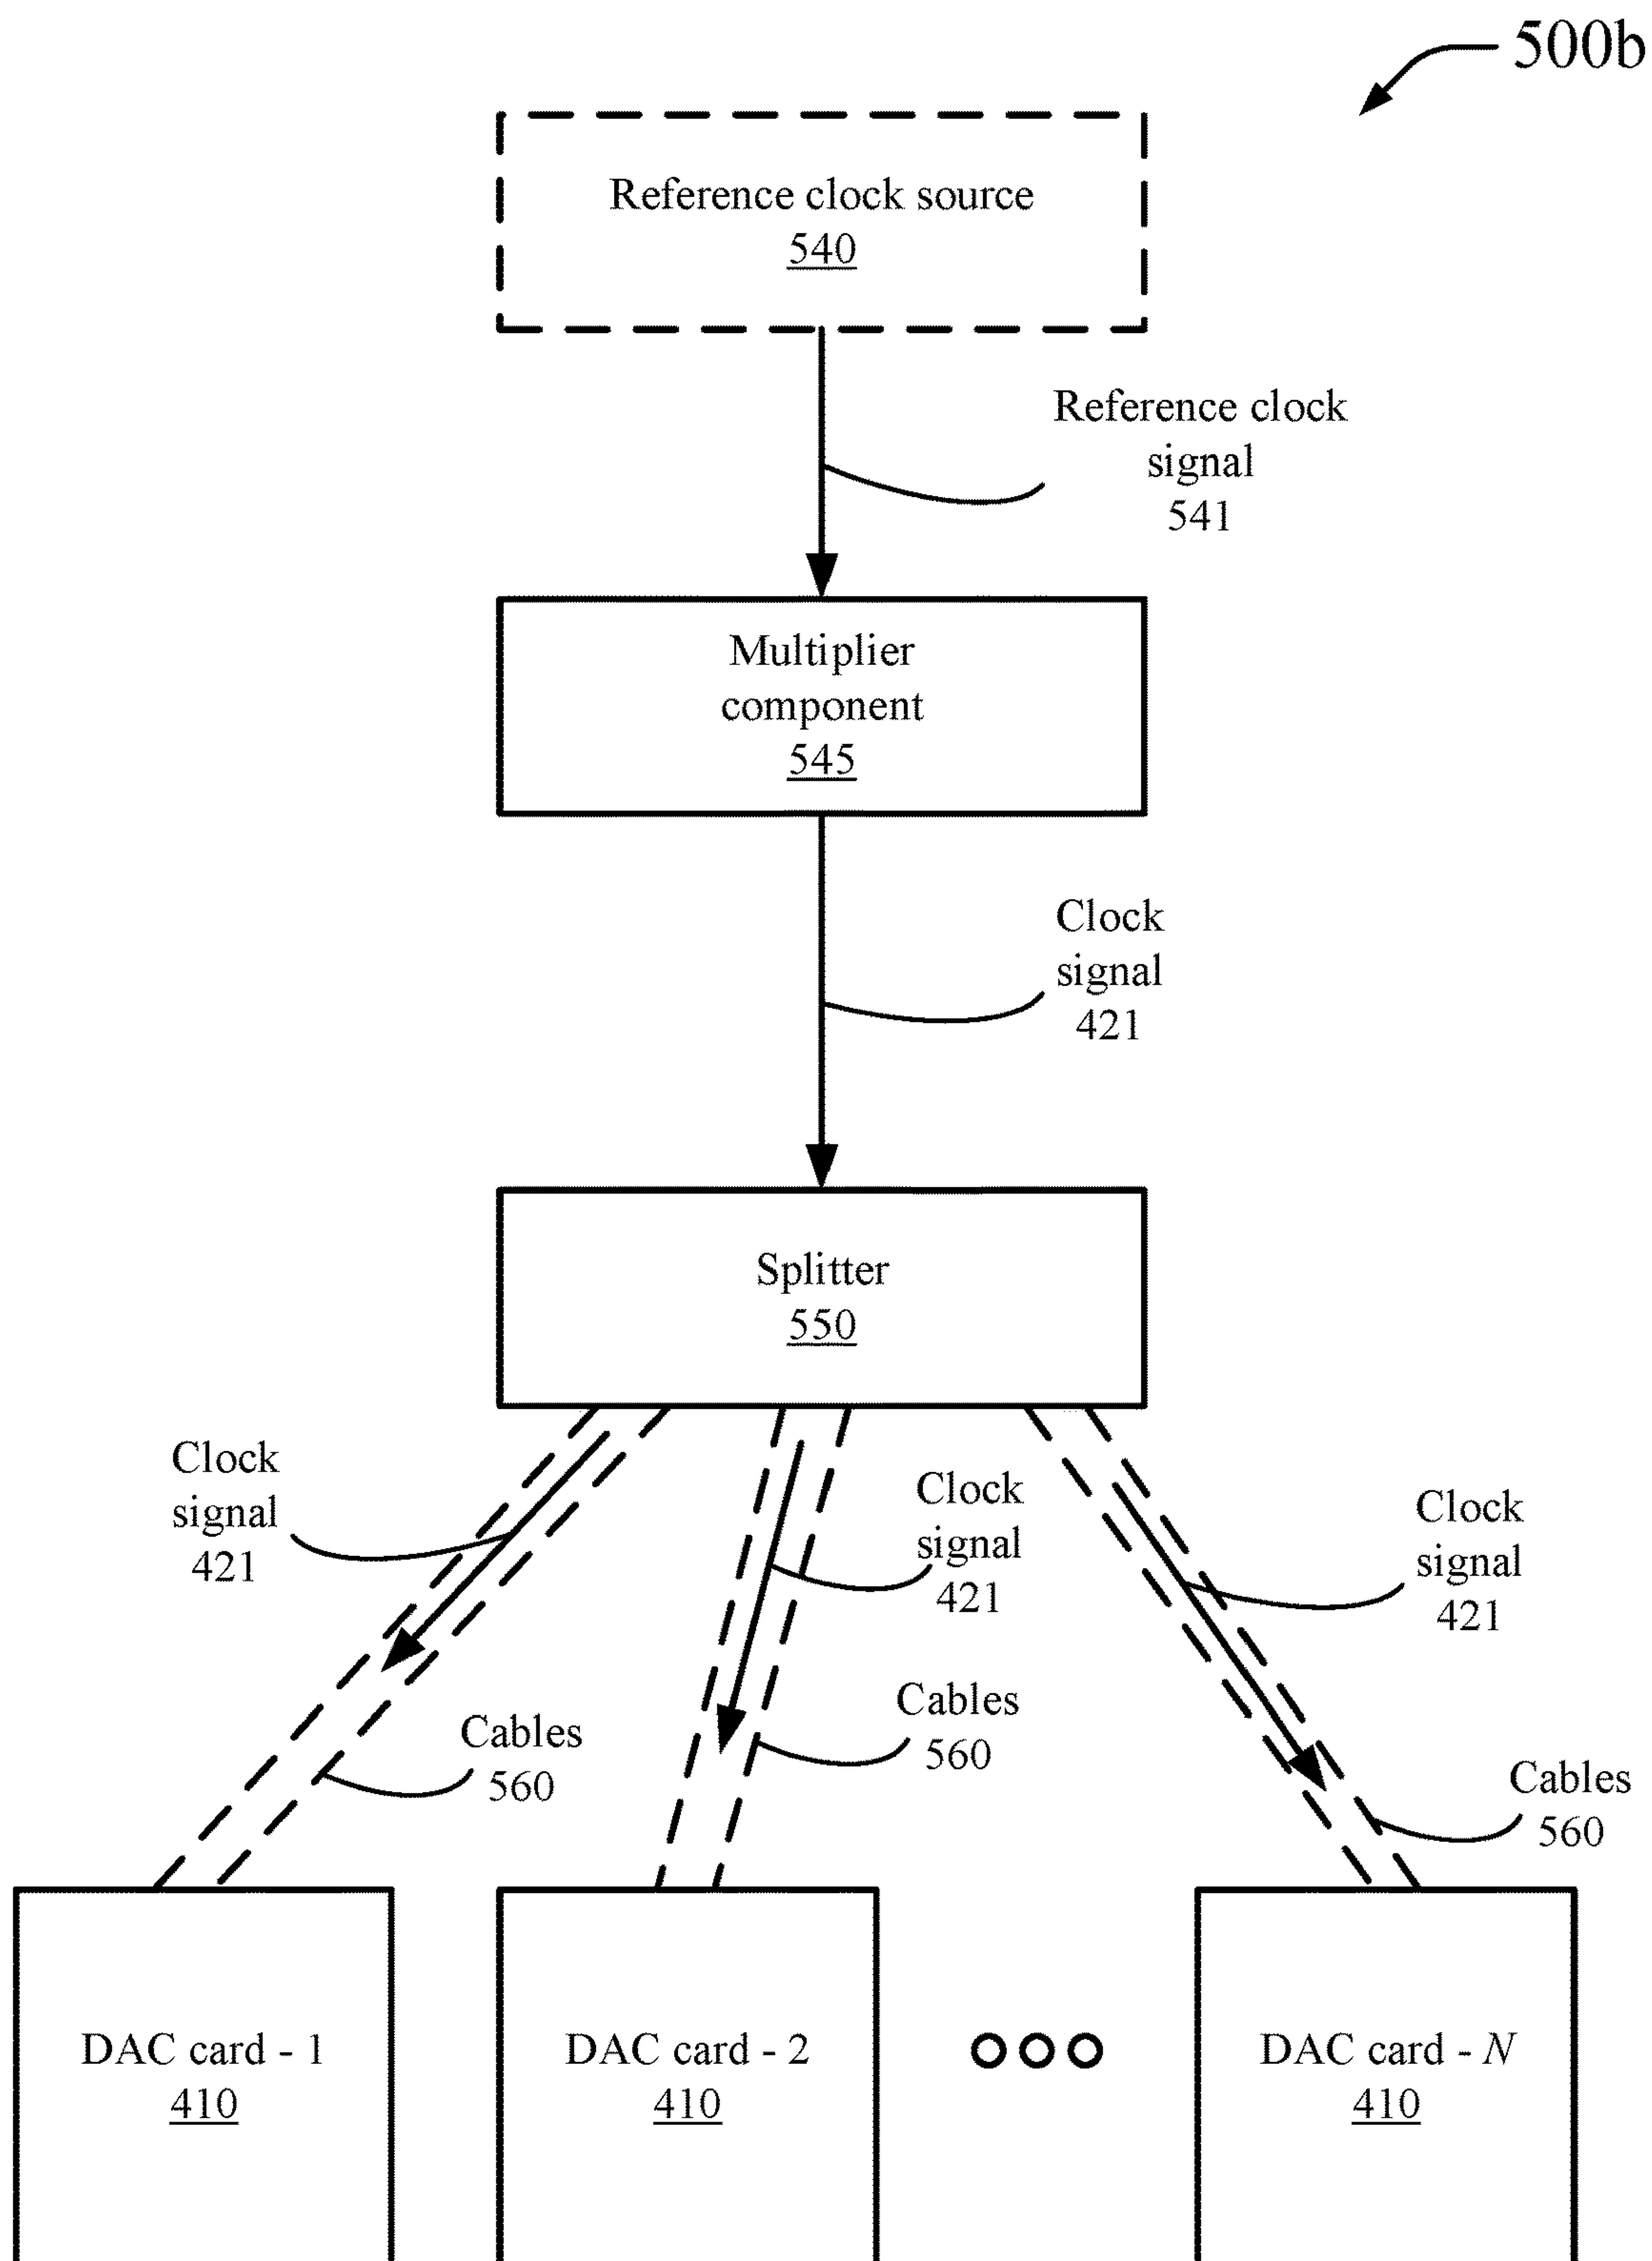 500b
Reference clock source
540
Reference clock
signal
541
Multiplier
component
545
Clock
signal
421
Splitter
550
Clock
signal
421
Clock
signal
421
Clock
signal
421
Cables
560
Cables
560
Cables
560
DAC card - 1
410
DAC card - 2
410
DAC card - N
410